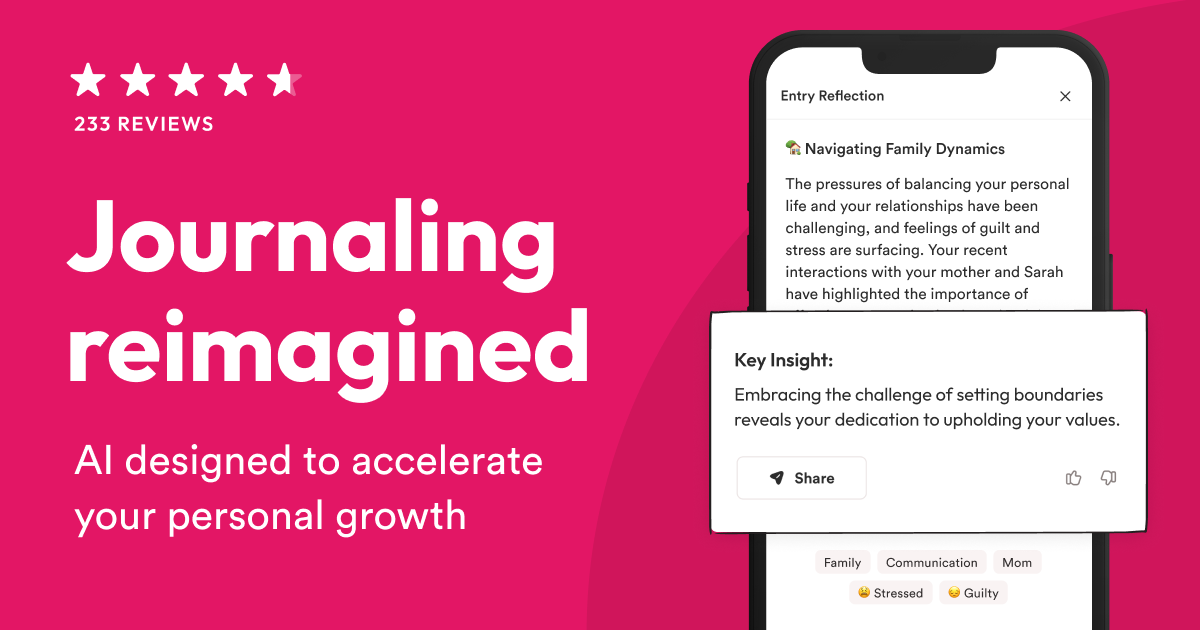 233 REVIEWS
Journaling
reimagined
AI designed to accelerate
your personal growth
Entry Reflection
🏡 Navigating Family Dynamics
The pressures of balancing your personal
life and your relationships have been
challenging, and feelings of guilt and
stress are surfacing. Your recent
interactions with your mother and Sarah
have highlighted the importance of
Key Insight:
Embracing the challenge of setting boundaries
reveals your dedication to upholding your values.
Share
Family Communication Mom
😫 Stressed 😔 Guilty